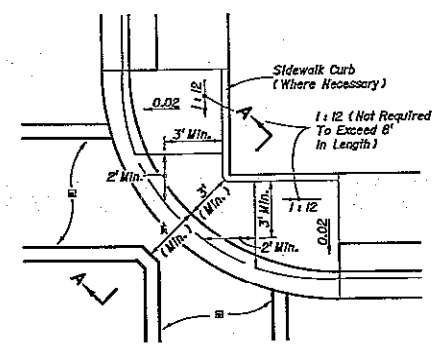 Sidewalk Curb
(Where Necessary)
0.02
1:12
A
1:12 (Not Required
To Exceed 8'
In Length)
3' Min.
2' Min.
3'
(Min.)
3' Min.
1:12
2' Min.
0.02
4'
(Min.)
A